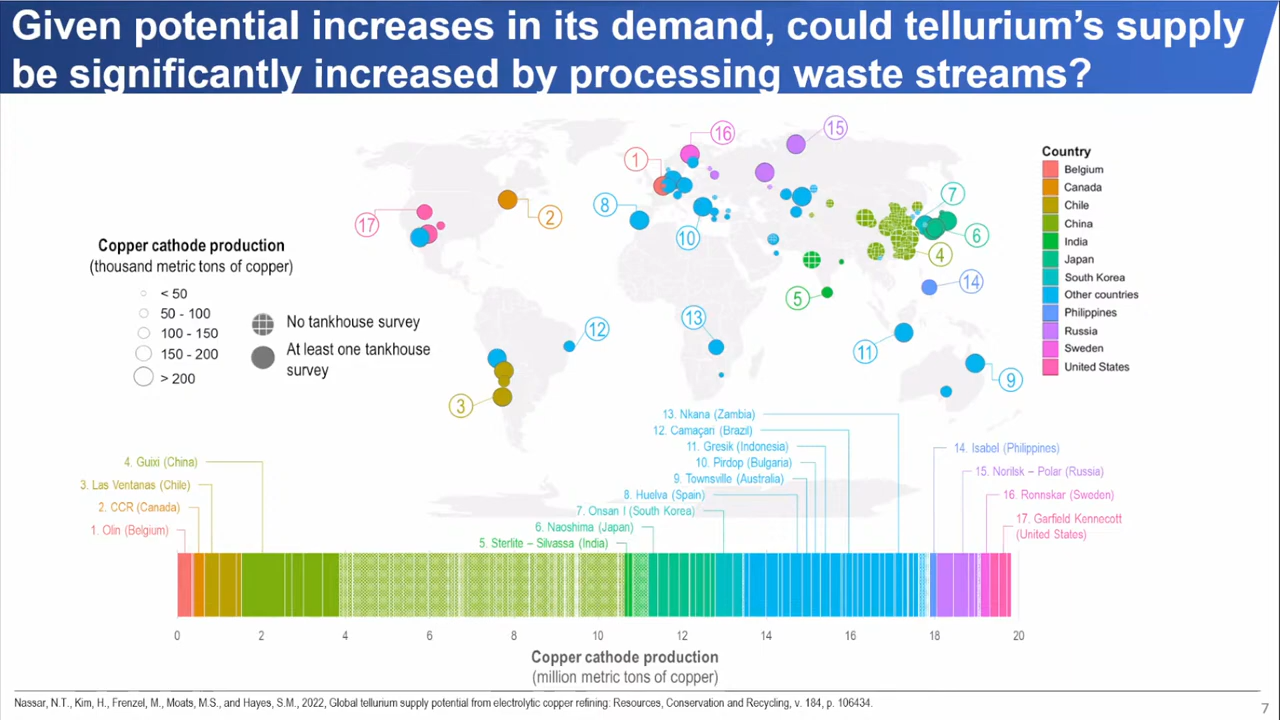 Given potential increases in its demand, could tellurium's supply
be significantly increased by processing waste streams?
15
16
1
7
2
8
17
6
10
4
14
5
13
12
11
9
3
Copper cathode production
(thousand metric tons of copper)
< 50
50 - 100
100 - 150
150 - 200
> 200
No tankhouse survey
At least one tankhouse
survey
Country
Belgium
Canada
Chile
China
India
Japan
South Korea
Other countries
Philippines
Russia
Sweden
United States
13. Nkana (Zambia)
12. Camaçari (Brazil)
11. Gresik (Indonesia)
10. Pirdop (Bulgaria)
9. Townsville (Australia)
8. Huelva (Spain)
7. Onsan I (South Korea)
6. Naoshima (Japan)
5. Sterlite – Silvassa (India)
4. Guixi (China)
3. Las Ventanas (Chile)
2. CCR (Canada)
1. Olin (Belgium)
14. Isabel (Philippines)
15. Norilsk – Polar (Russia)
16. Ronnskar (Sweden)
17. Garfield Kennecott
(United States)
0 2 4 6 8 10 12 14 16 18 20
Copper cathode production
(million metric tons of copper)
Nassar, N.T., Kim, H., Frenzel, M., Moats, M.S., and Hayes, S.M., 2022, Global tellurium supply potential from electrolytic copper refining: Resources, Conservation and Recycling, v. 184, p. 106434.
7